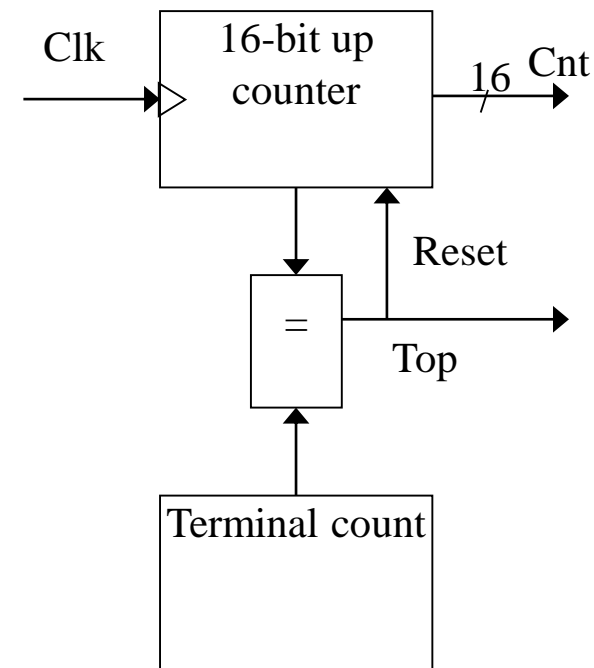 Clk
16-bit up
counter
16
Cnt
Reset
=
Top
Terminal count